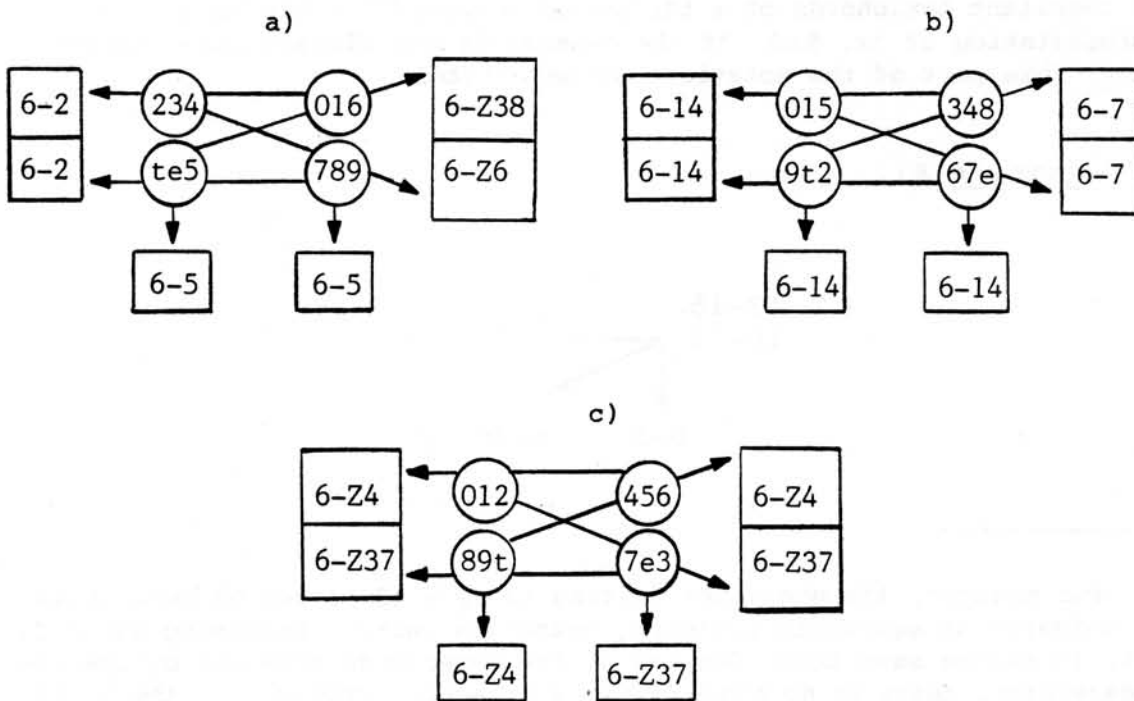 a)
6-2 234 016 6-Z38
6-2 te5 789 6-Z6
6-5 6-5
b)
6-14 015 348 6-7
6-14 9t2 67e 6-7
6-14 6-14
c)
6-Z4 012 456 6-Z4
6-Z37 89t 7e3 6-Z37
6-Z4 6-Z37